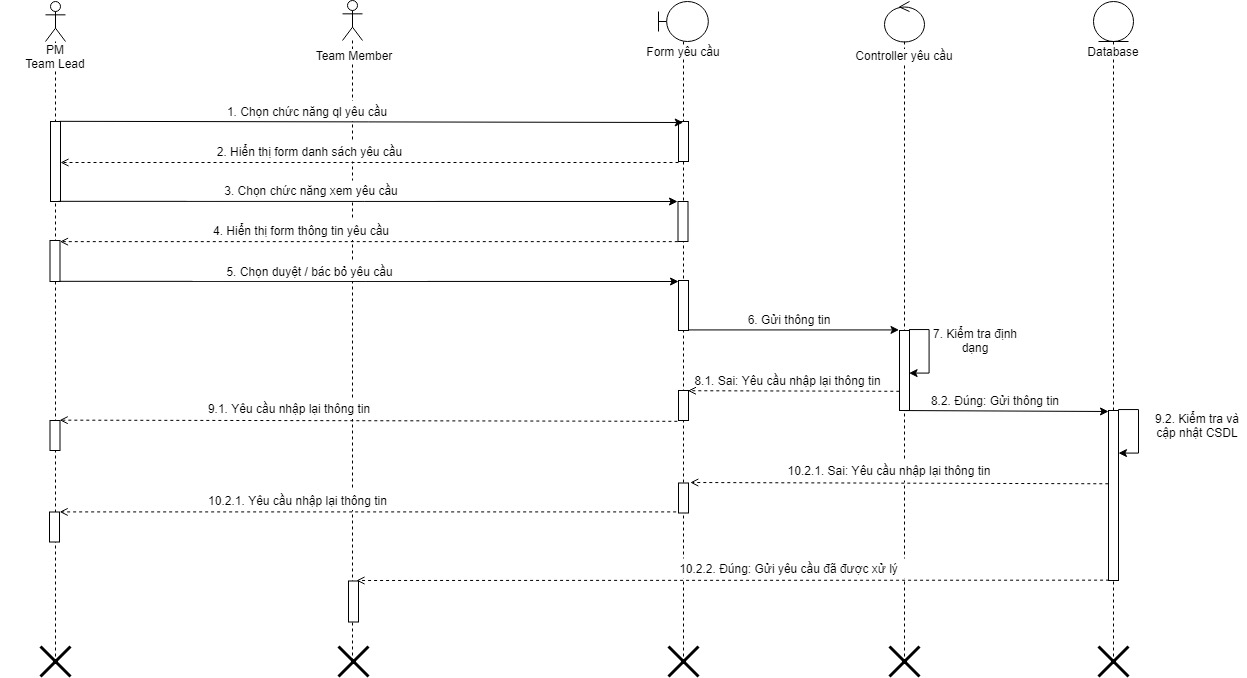 PM
Team Lead
Team Member
Form yêu cầu
Controller yêu cầu
Database
1. Chọn chức năng ql yêu cầu
2. Hiển thị form danh sách yêu cầu
3. Chọn chức năng xem yêu cầu
4. Hiển thị form thông tin yêu cầu
5. Chọn duyệt / bác bỏ yêu cầu
6. Gửi thông tin
7. Kiểm tra định
dạng
8.1. Sai: Yêu cầu nhập lại thông tin
9.1. Yêu cầu nhập lại thông tin
8.2. Đúng: Gửi thông tin
9.2. Kiểm tra và
cập nhật CSDL
10.2.1. Sai: Yêu cầu nhập lại thông tin
10.2.1. Yêu cầu nhập lại thông tin
10.2.2. Đúng: Gửi yêu cầu đã được xử lý